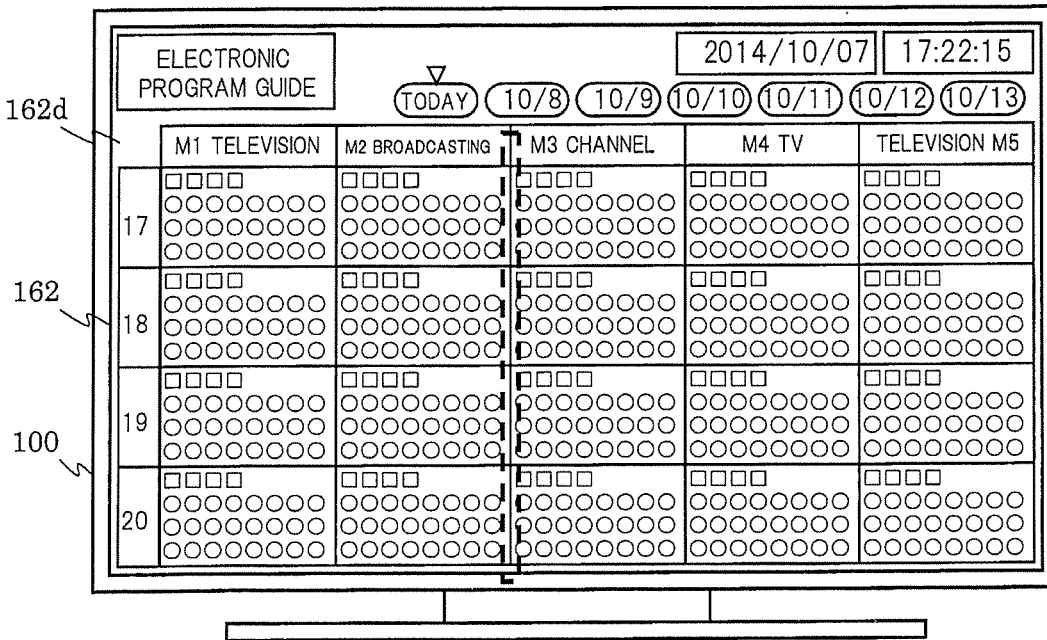 ELECTRONIC
PROGRAM GUIDE
2014/10/07 17:22:15
TODAY 10/8 10/9 10/10 10/11 10/12 10/13
162d
M1 TELEVISION M2 BROADCASTING M3 CHANNEL M4 TV TELEVISION M5
17
162
18
19
100
20